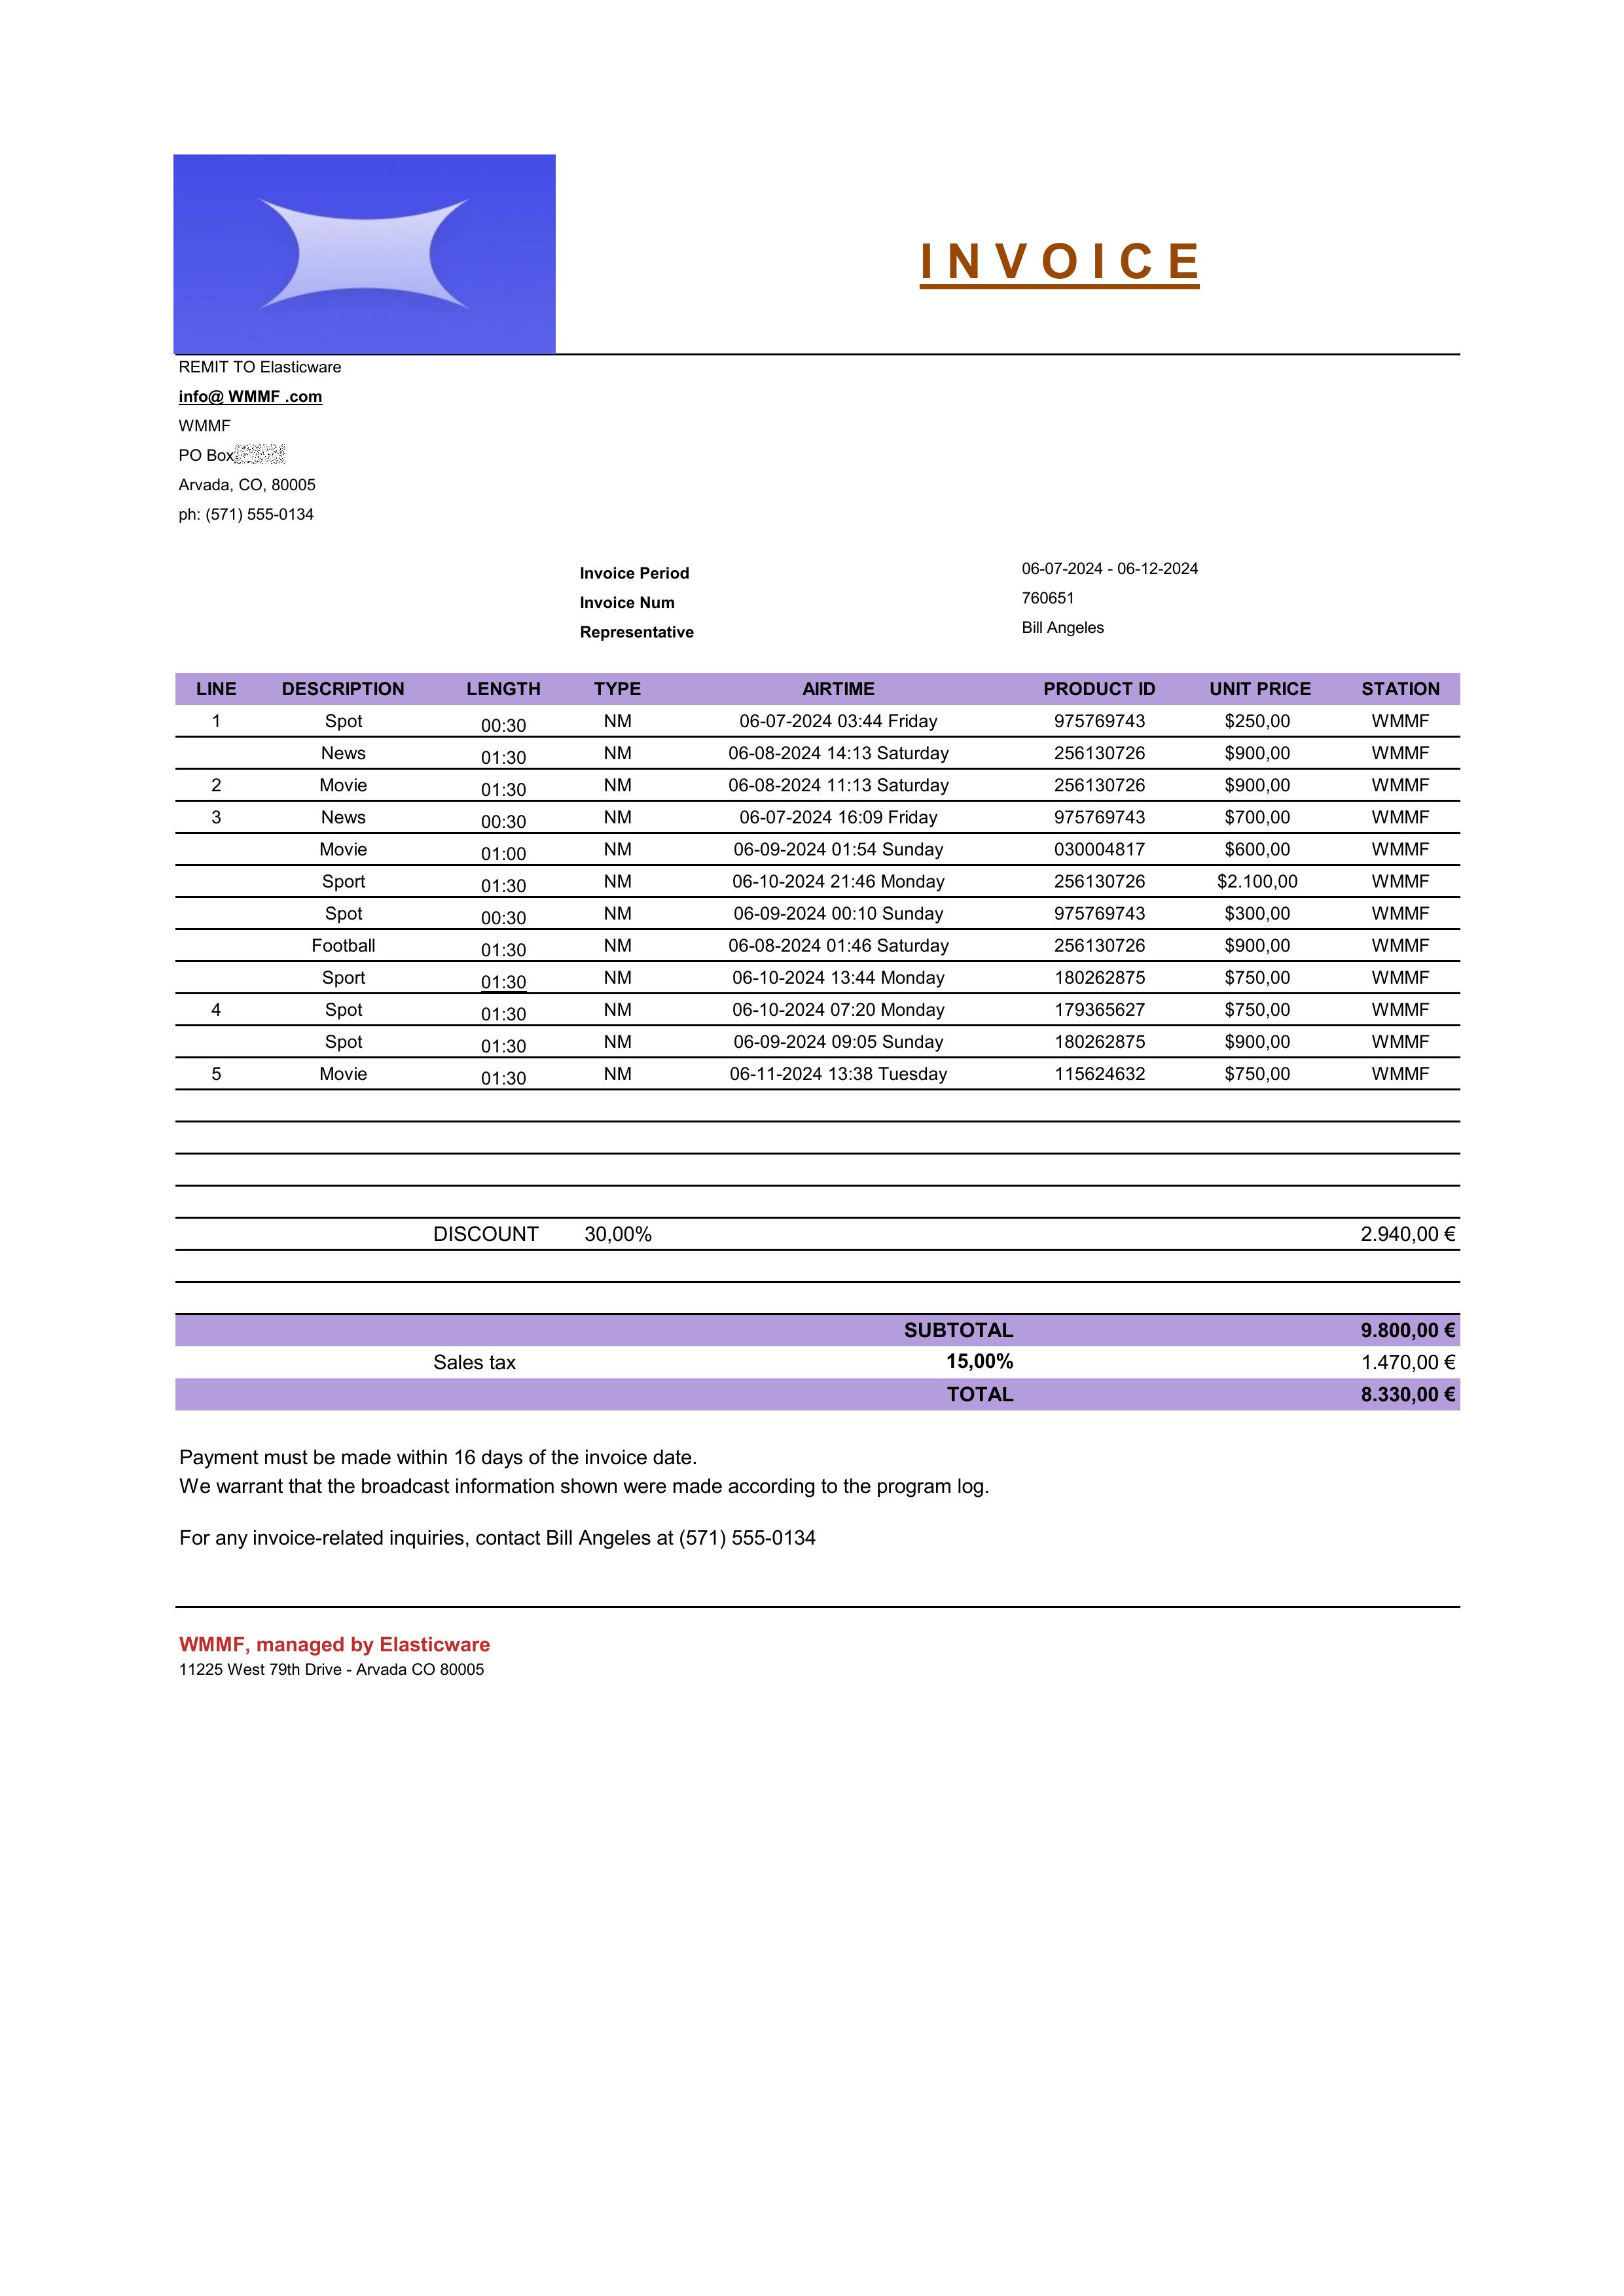 INVOICE
REMIT TO Elasticware
info@ WMMF .com
WMMF
PO Box
Arvada, CO, 80005
ph: (571) 555-0134
Invoice Period 06-07-2024 - 06-12-2024
Invoice Num 760651
Representative Bill Angeles
LINE DESCRIPTION LENGTH TYPE AIRTIME PRODUCT ID UNIT PRICE STATION
1 Spot 00:30 NM 06-07-2024 03:44 Friday 975769743 $250,00 WMMF
News 01:30 NM 06-08-2024 14:13 Saturday 256130726 $900,00 WMMF
2 Movie 01:30 NM 06-08-2024 11:13 Saturday 256130726 $900,00 WMMF
3 News 00:30 NM 06-07-2024 16:09 Friday 975769743 $700,00 WMMF
Movie 01:00 NM 06-09-2024 01:54 Sunday 030004817 $600,00 WMMF
Sport 01:30 NM 06-10-2024 21:46 Monday 256130726 $2.100,00 WMMF
Spot 00:30 NM 06-09-2024 00:10 Sunday 975769743 $300,00 WMMF
Football 01:30 NM 06-08-2024 01:46 Saturday 256130726 $900,00 WMMF
Sport 01:30 NM 06-10-2024 13:44 Monday 180262875 $750,00 WMMF
4 Spot 01:30 NM 06-10-2024 07:20 Monday 179365627 $750,00 WMMF
Spot 01:30 NM 06-09-2024 09:05 Sunday 180262875 $900,00 WMMF
5 Movie 01:30 NM 06-11-2024 13:38 Tuesday 115624632 $750,00 WMMF
DISCOUNT 30,00% 2.940,00 €
SUBTOTAL 9.800,00 €
Sales tax 15,00% 1.470,00 €
TOTAL 8.330,00 €
Payment must be made within 16 days of the invoice date.
We warrant that the broadcast information shown were made according to the program log.
For any invoice-related inquiries, contact Bill Angeles at (571) 555-0134
WMMF, managed by Elasticware
11225 West 79th Drive - Arvada CO 80005